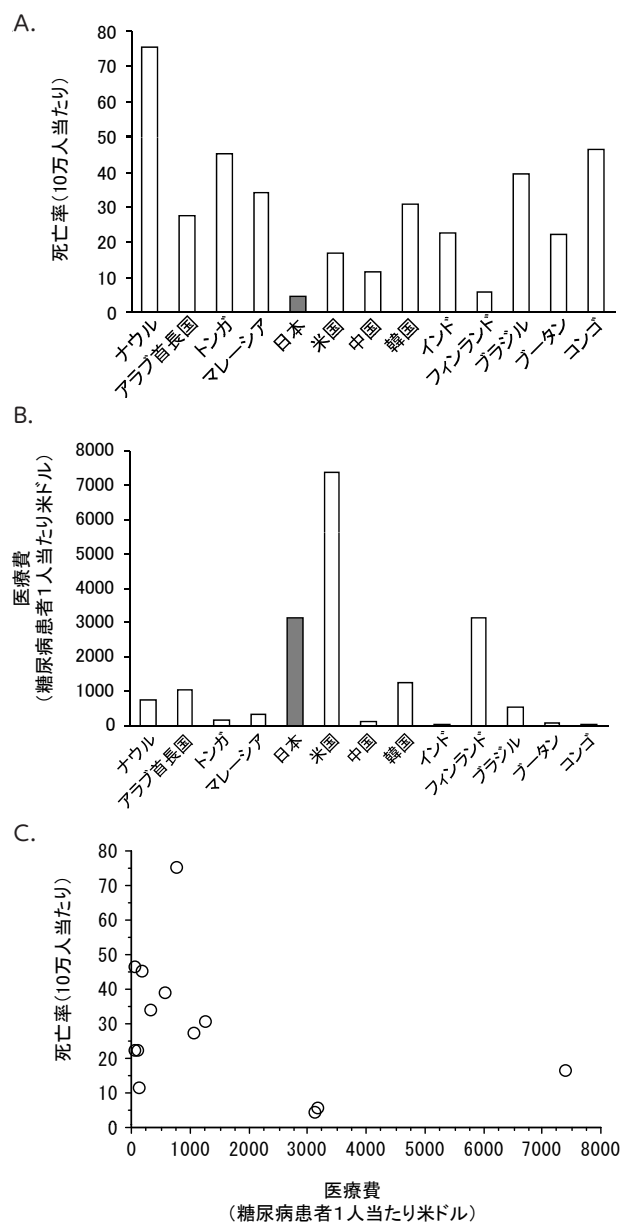 A.
死亡率(10万人当たり)
80
70
60
50
40
30
20
10
0
ナウル
アラブ首長国
トンガ
マレーシア
日本
米国
中国
韓国
インド
フィンランド
ブラジル
ブータン
コンゴ
B.
医療費
(糖尿病患者1人当たり米ドル)
8000
7000
6000
5000
4000
3000
2000
1000
0
ナウル
アラブ首長国
トンガ
マレーシア
日本
米国
中国
韓国
インド
フィンランド
ブラジル
ブータン
コンゴ
C.
死亡率(10万人当たり)
80
70
60
50
40
30
20
10
0
0 1000 2000 3000 4000 5000 6000 7000 8000
医療費
(糖尿病患者1人当たり米ドル)